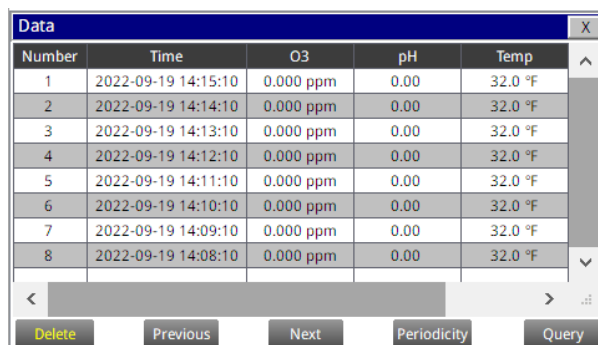 Data X
Number Time O3 pH Temp
1 2022-09-19 14:15:10 0.000 ppm 0.00 32.0 °F
2 2022-09-19 14:14:10 0.000 ppm 0.00 32.0 °F
3 2022-09-19 14:13:10 0.000 ppm 0.00 32.0 °F
4 2022-09-19 14:12:10 0.000 ppm 0.00 32.0 °F
5 2022-09-19 14:11:10 0.000 ppm 0.00 32.0 °F
6 2022-09-19 14:10:10 0.000 ppm 0.00 32.0 °F
7 2022-09-19 14:09:10 0.000 ppm 0.00 32.0 °F
8 2022-09-19 14:08:10 0.000 ppm 0.00 32.0 °F
Delete Previous Next Periodicity Query